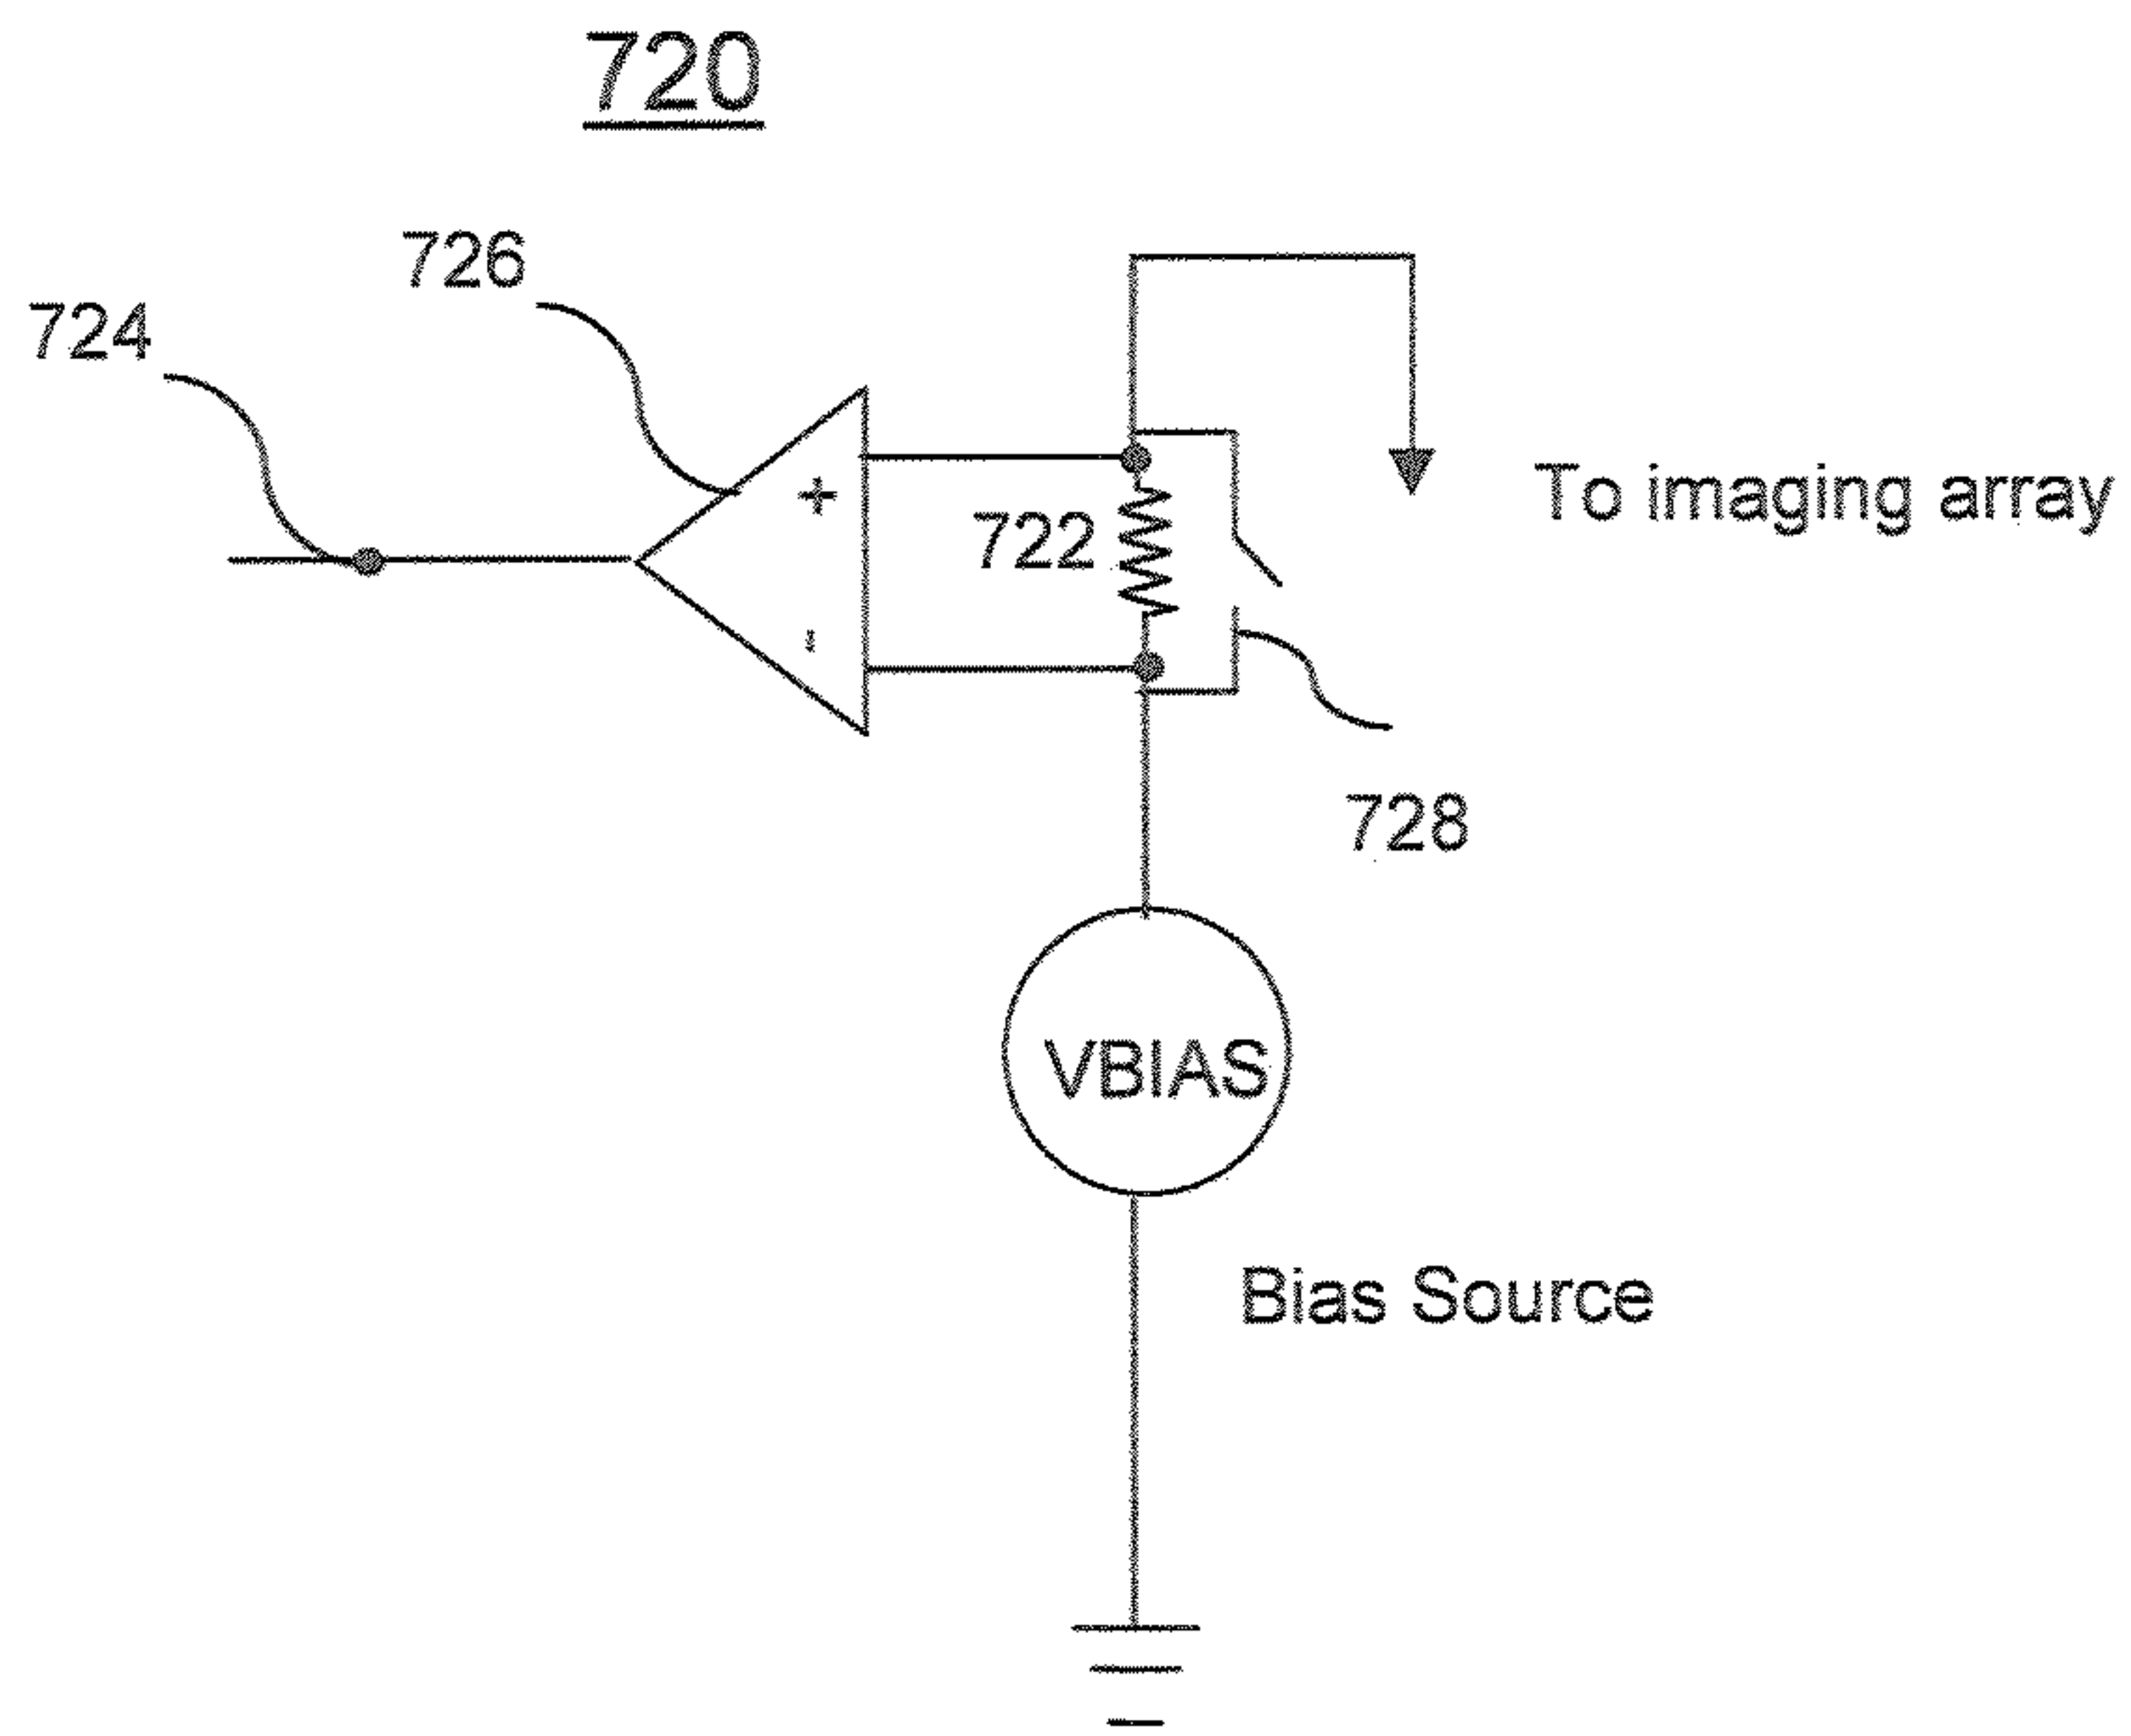 720
726
724
To imaging array
722
+
-
728
VBIAS
Bias Source